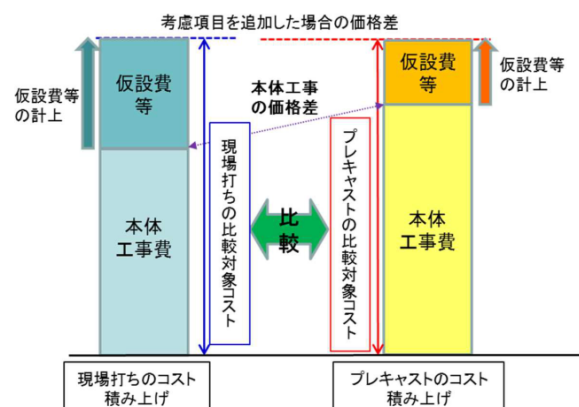 考慮項目を追加した場合の価格差
仮設費等
の計上
仮設費
等
本体工事
の価格差
仮設費
等
仮設費等
の計上
本体
工事費
現場打ちの比較対象コスト
比較
プレキャストの比較対象コスト
本体
工事費
現場打ちのコスト
積み上げ
プレキャストのコスト
積み上げ